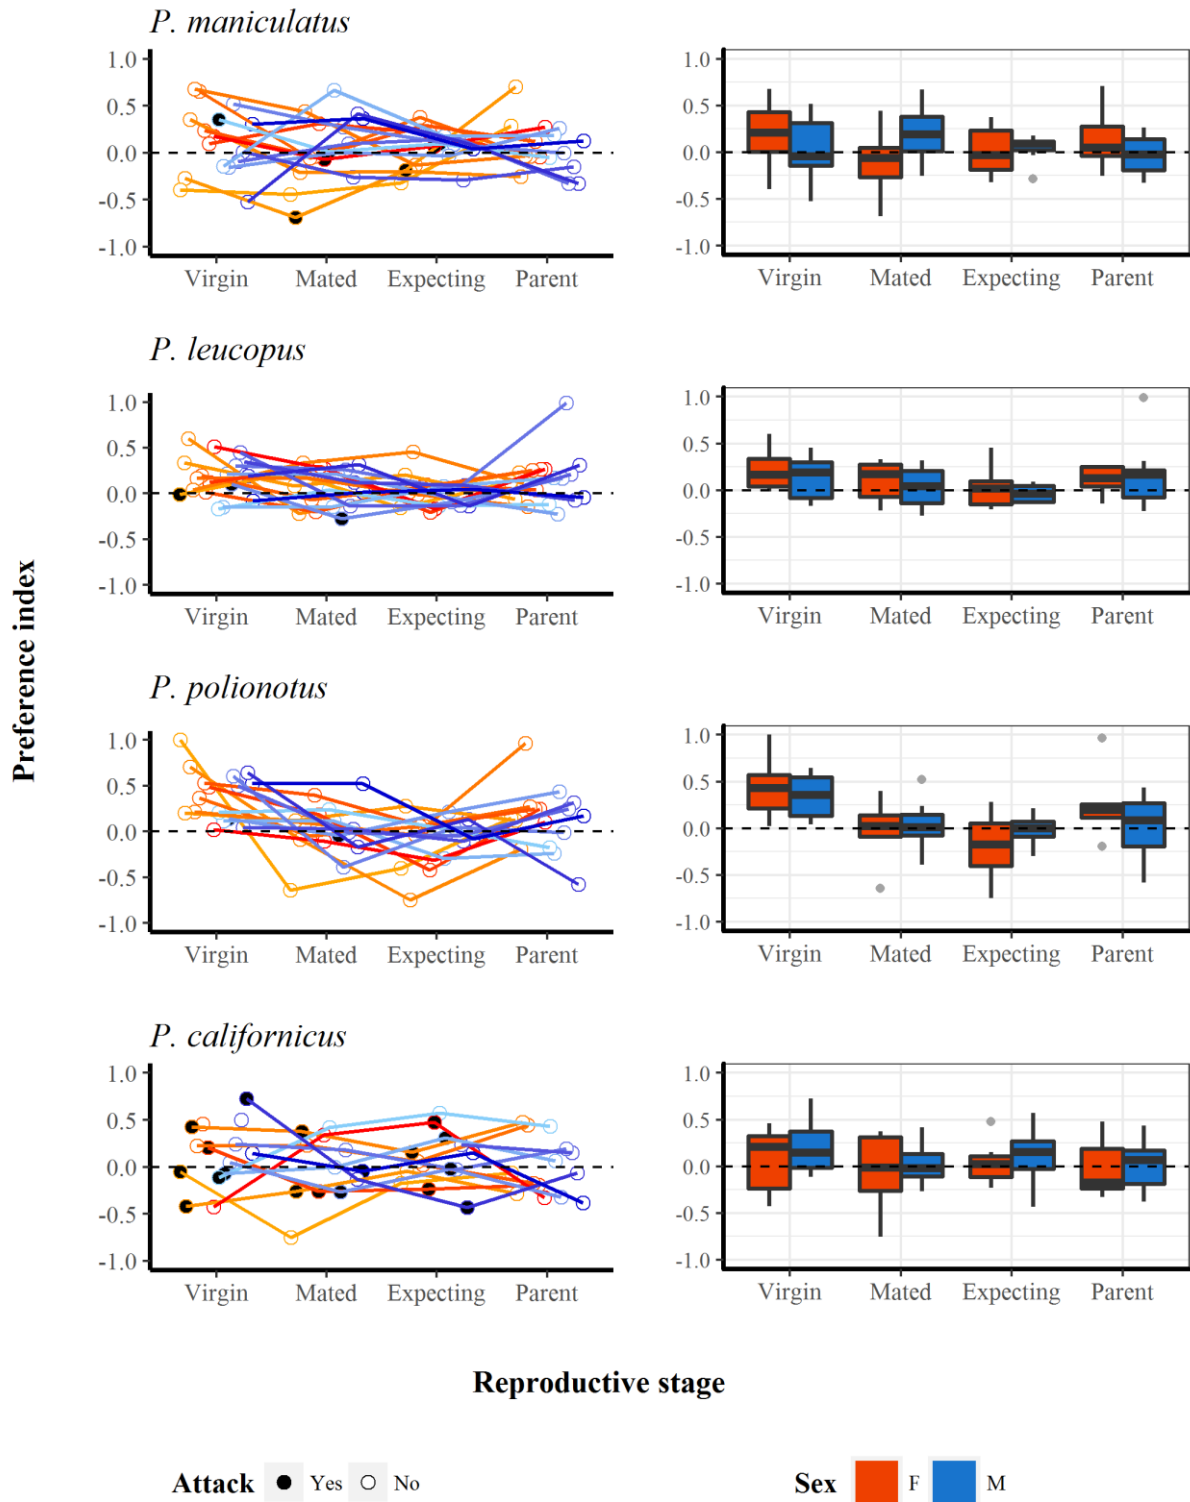 P. maniculatus
1.0
0.5
0.0
-0.5
-1.0
Virgin Mated Expecting Parent
1.0
0.5
0.0
-0.5
-1.0
Virgin Mated Expecting Parent
P. leucopus
1.0
0.5
0.0
-0.5
-1.0
Virgin Mated Expecting Parent
1.0
0.5
0.0
-0.5
-1.0
Virgin Mated Expecting Parent
Preference index
P. polionotus
1.0
0.5
0.0
-0.5
-1.0
Virgin Mated Expecting Parent
1.0
0.5
0.0
-0.5
-1.0
Virgin Mated Expecting Parent
P. californicus
1.0
0.5
0.0
-0.5
-1.0
Virgin Mated Expecting Parent
1.0
0.5
0.0
-0.5
-1.0
Virgin Mated Expecting Parent
Reproductive stage
Attack Yes No
Sex F M